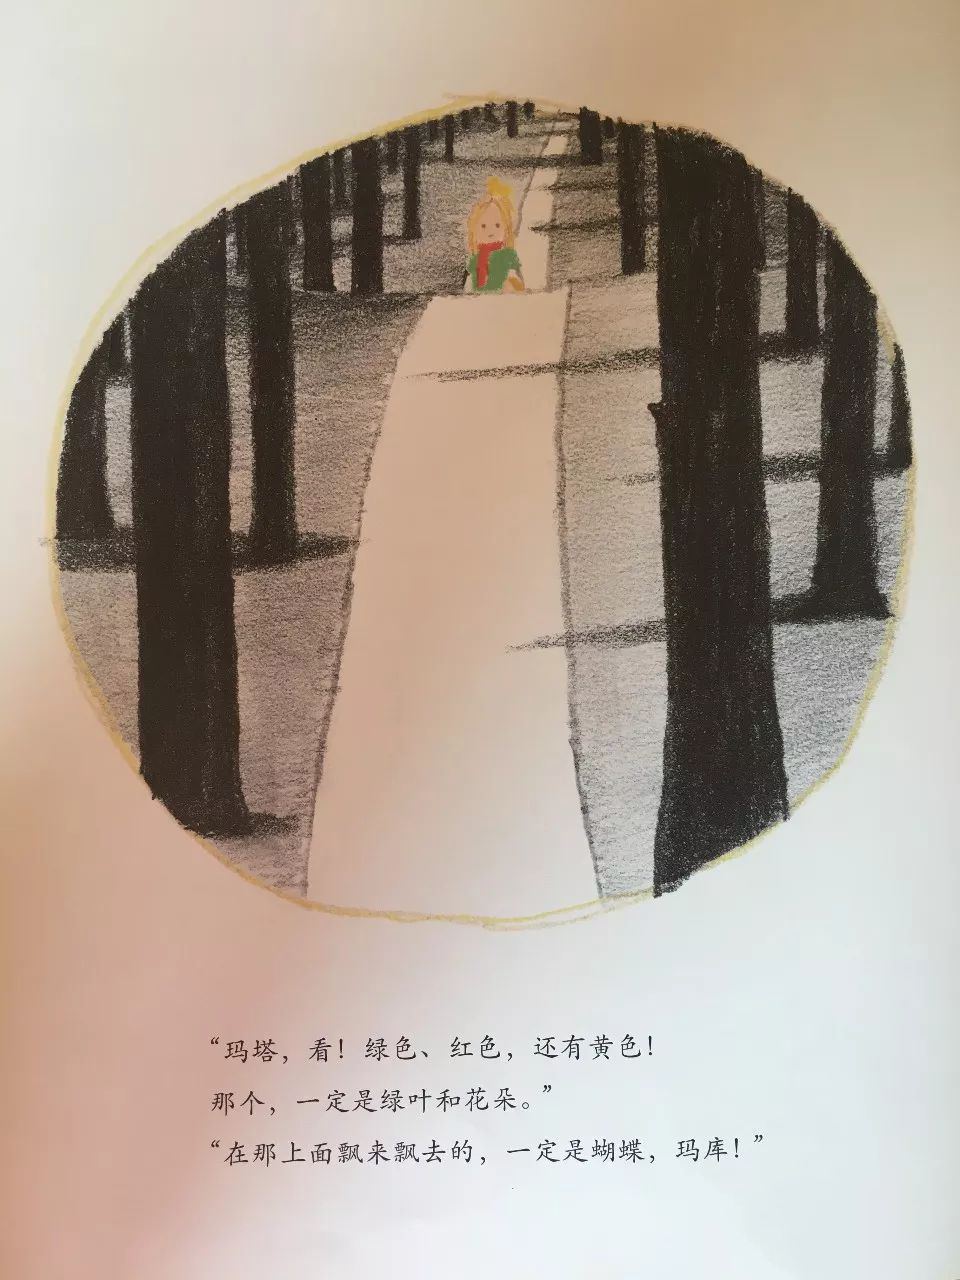 “玛塔，看！绿色、红色，还有黄色！
那个，一定是绿叶和花朵。”
“在那上面飘来飘去的，一定是蝴蝶，玛库！”